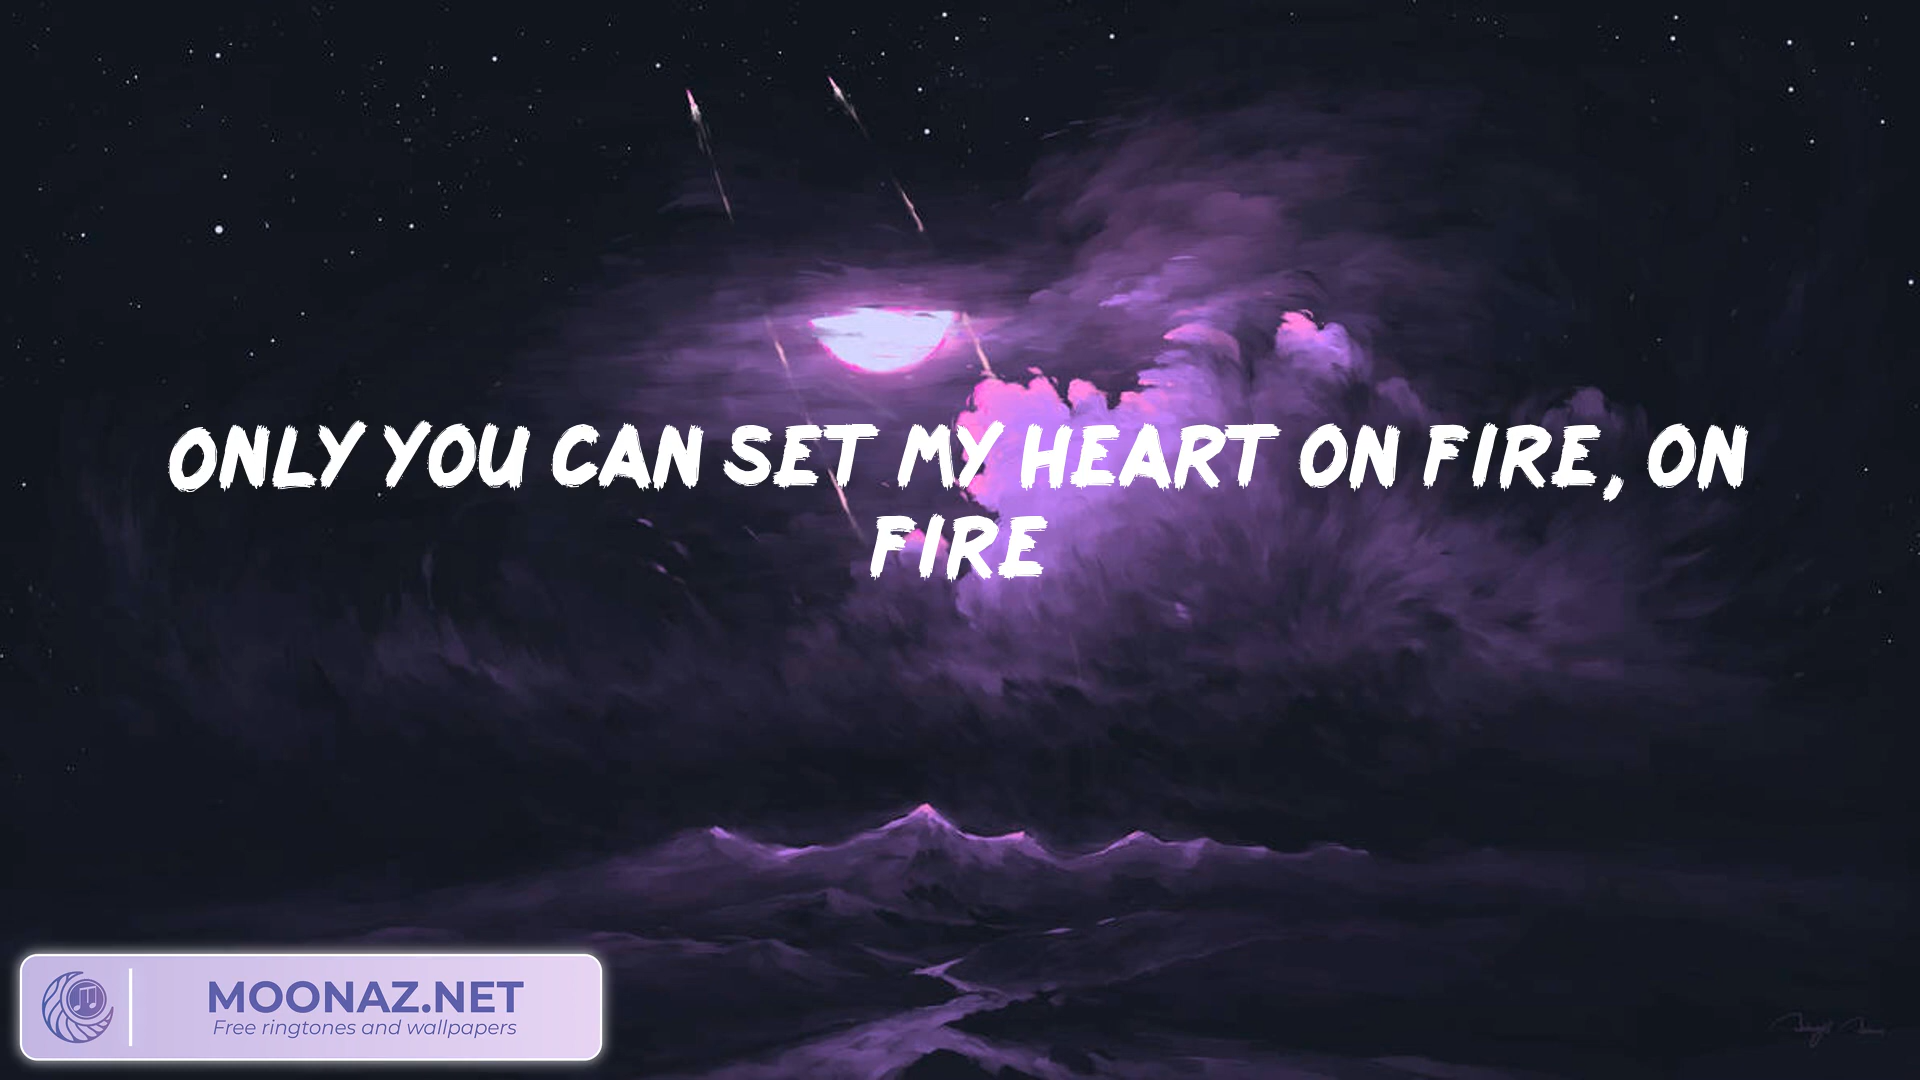 ONLY YOU CAN SET MY HEART ON FIRE, ON
FIRE
MOONAZ.NET
Free ringtones and wallpapers